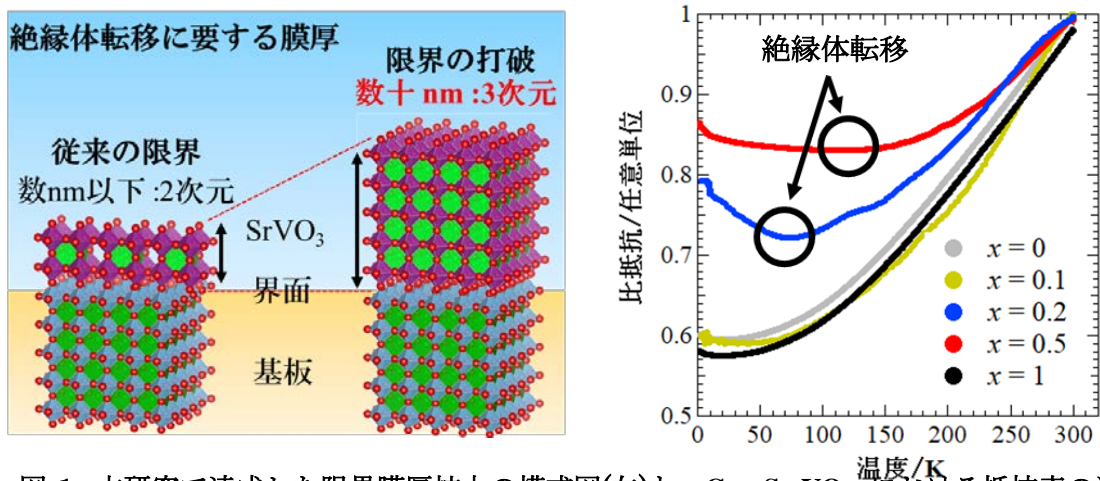 絶縁体転移に要する膜厚
限界の打破
数十 nm :3次元
従来の限界
数nm以下 :2次元
SrVO3
界面
基板
絶縁体転移
比抵抗/任意単位
1
0.9
0.8
0.7
0.6
0.5
x = 0
x = 0.1
x = 0.2
x = 0.5
x = 1
0 50 100 150 200 250 300
温度/K